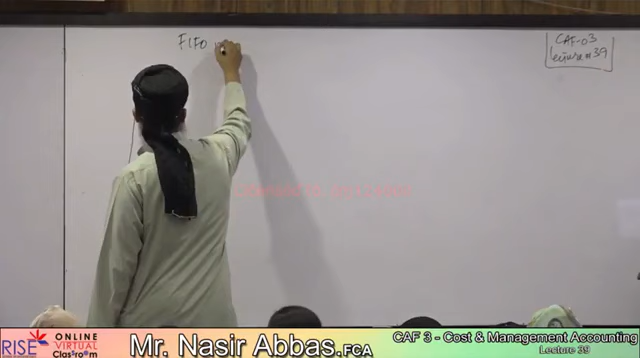 FIFO
CAF-03
Lecture # 39
RISE
ONLINE
VIRTUAL
Classroom
Mr. Nasir Abbas.FCA
CAF 3 - Cost & Management Accounting
Lecture 39